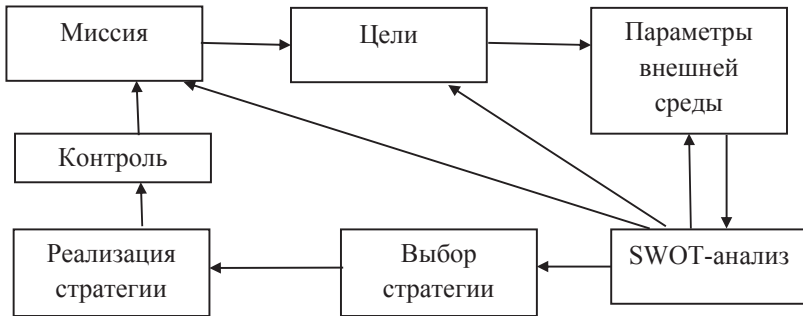 Миссия
Цели
Параметры
внешней
среды
Контроль
Реализация
стратегии
Выбор
стратегии
SWOT-анализ